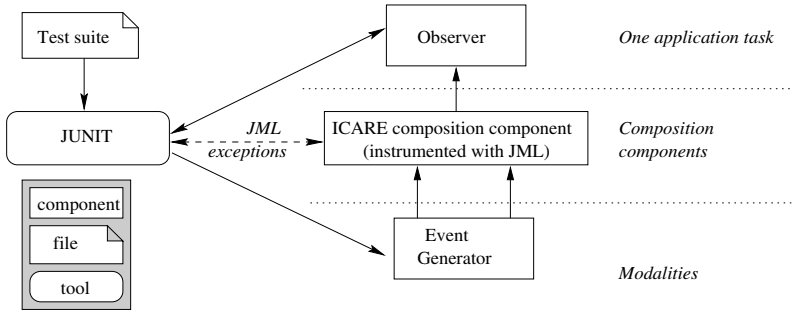 Test suite
Observer
One application task
JUNIT
JML
exceptions
ICARE composition component
(instrumented with JML)
Composition
components
component
file
tool
Event
Generator
Modalities